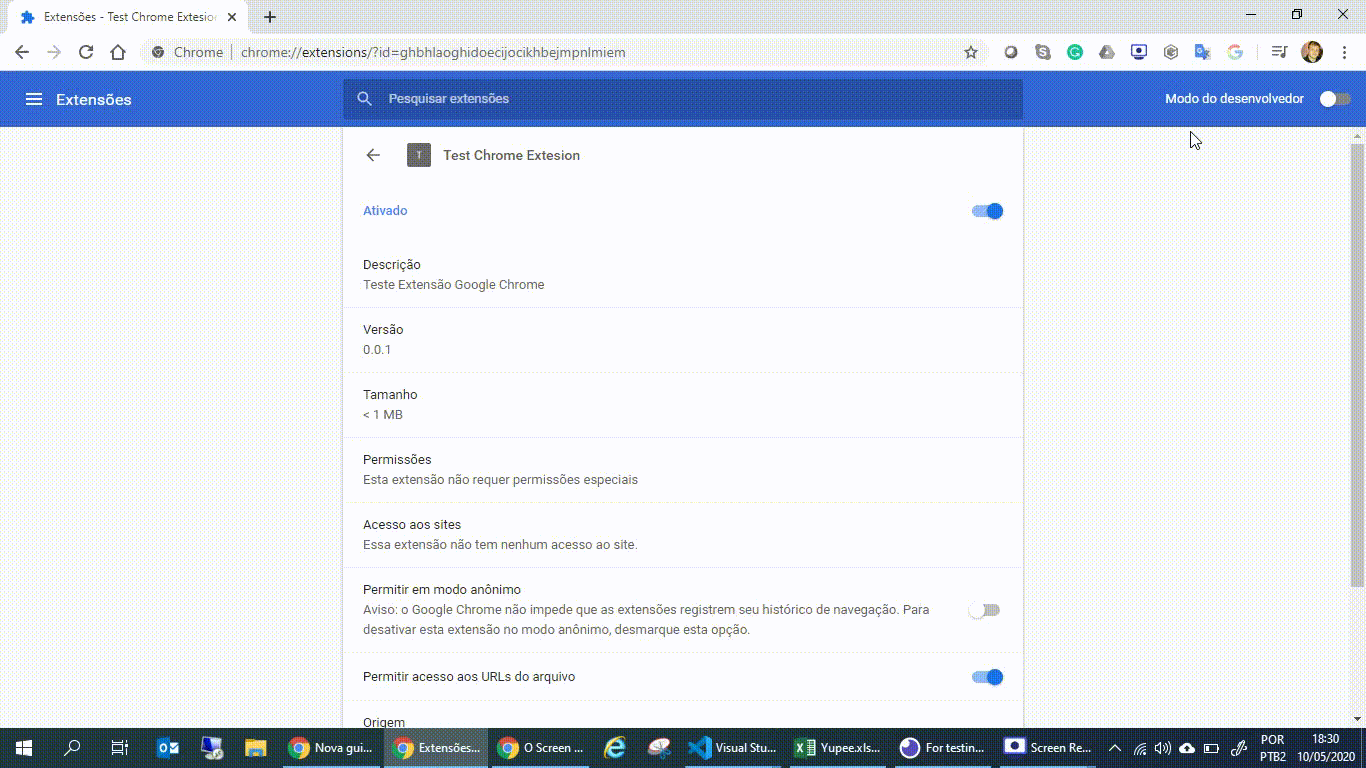 Extensões - Test Chrome Extesion
Chrome
chrome://extensions/?id=ghbhlaoghidoecijocikhbejmpnlmiem
Extensões
Pesquisar extensões
Modo do desenvolvedor
T
Test Chrome Extesion
Ativado
Descrição
Teste Extensão Google Chrome
Versão
0.0.1
Tamanho
< 1 MB
Permissões
Esta extensão não requer permissões especiais
Acesso aos sites
Essa extensão não tem nenhum acesso ao site.
Permitir em modo anônimo
Aviso: o Google Chrome não impede que as extensões registrem seu histórico de navegação. Para
desativar esta extensão no modo anônimo, desmarque esta opção.
Permitir acesso aos URLs do arquivo
Origem
Nova gui...
Extensões...
O Screen ...
Visual Stu...
Yupee.xls...
For testin...
Screen Re...
POR
PTB2
18:30
10/05/2020